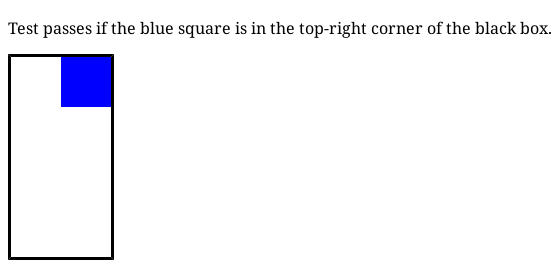 Test passes if the blue square is in the top-right corner of the black box.